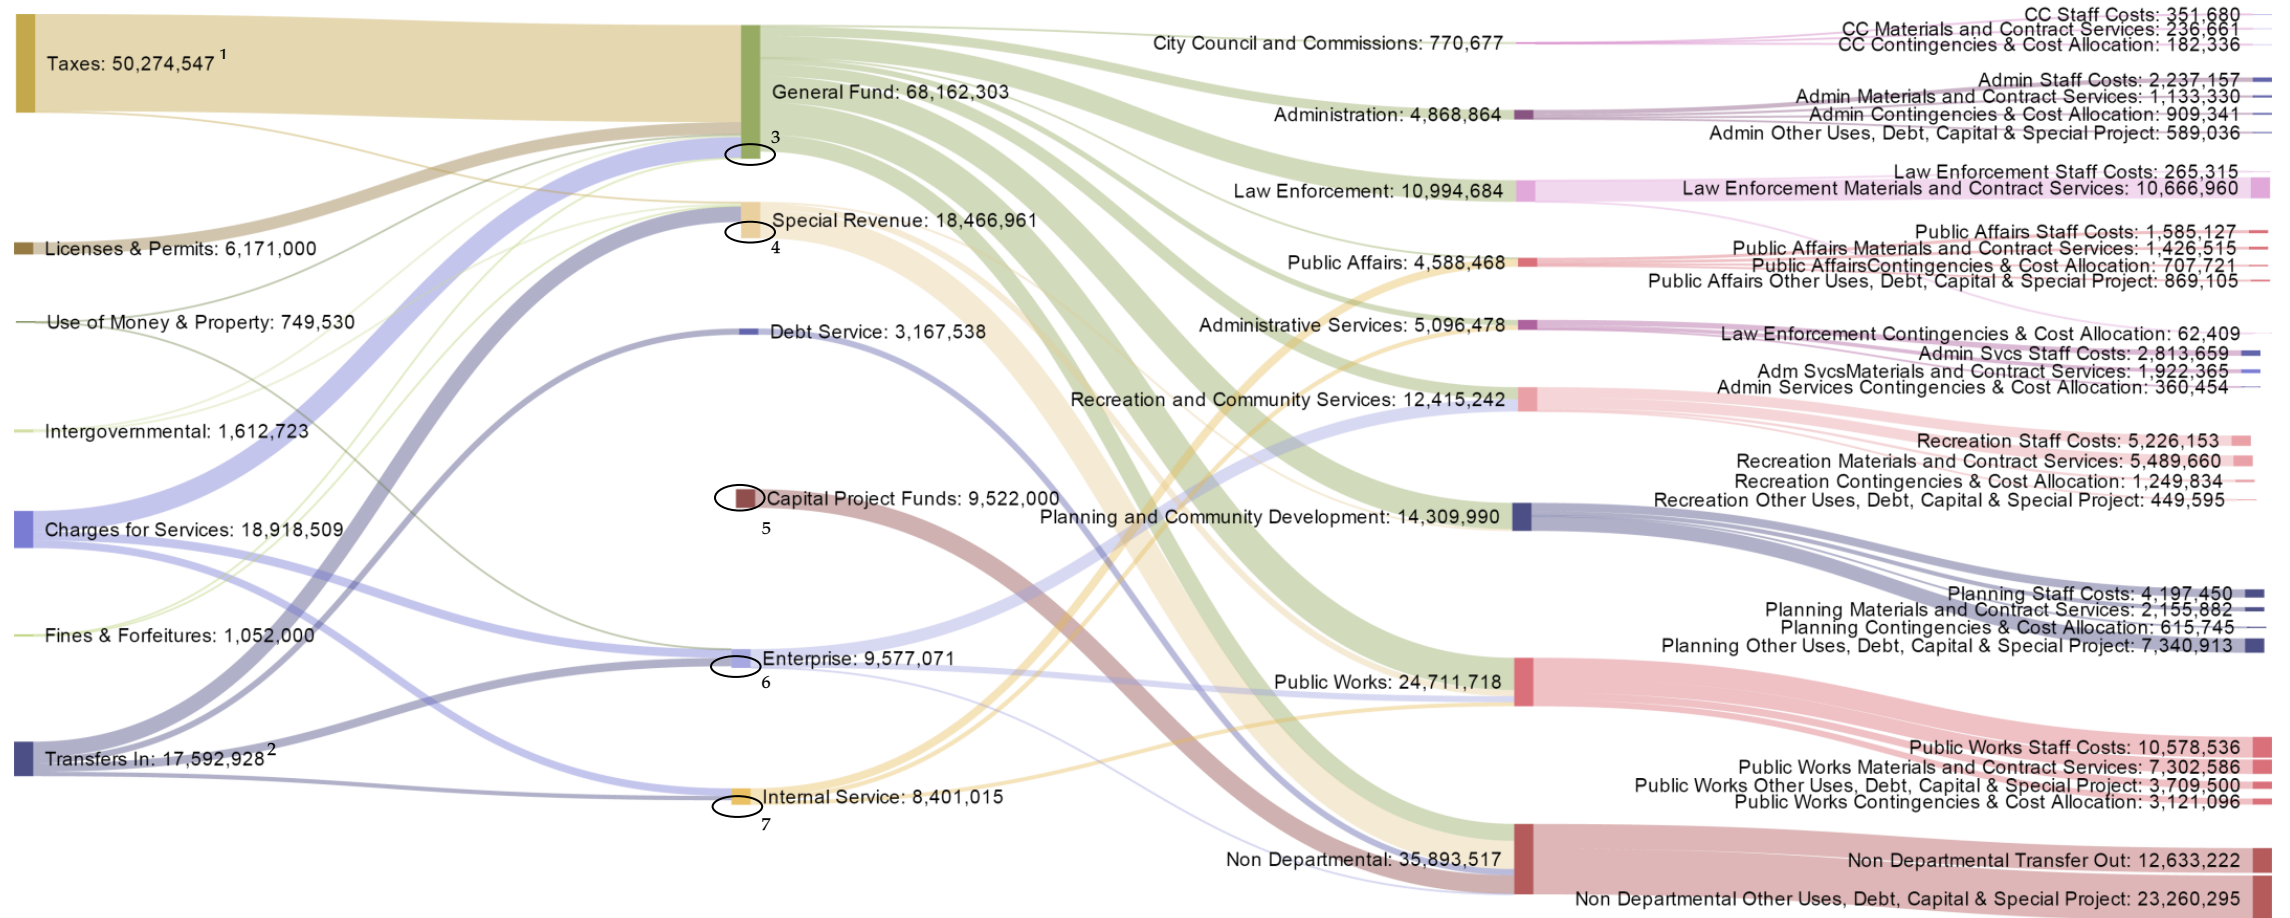 Taxes: 50,274,547 1
Licenses & Permits: 6,171,000
Use of Money & Property: 749,530
Intergovernmental: 1,612,723
Charges for Services: 18,918,509
Fines & Forfeitures: 1,052,000
Transfers In: 17,592,928 2
General Fund: 68,162,303
3
Special Revenue: 18,466,961
4
Debt Service: 3,167,538
Capital Project Funds: 9,522,000
5
Enterprise: 9,577,071
6
Internal Service: 8,401,015
7
City Council and Commissions: 770,677
Administration: 4,868,864
Law Enforcement: 10,994,684
Public Affairs: 4,588,468
Administrative Services: 5,096,478
Recreation and Community Services: 12,415,242
Planning and Community Development: 14,309,990
Public Works: 24,711,718
Non Departmental: 35,893,517
CC Staff Costs: 351,680
CC Materials and Contract Services: 236,661
CC Contingencies & Cost Allocation: 182,336
Admin Staff Costs: 2,237,157
Admin Materials and Contract Services: 1,133,330
Admin Contingencies & Cost Allocation: 909,341
Admin Other Uses, Debt, Capital & Special Project: 589,036
Law Enforcement Staff Costs: 265,315
Law Enforcement Materials and Contract Services: 10,666,960
Public Affairs Staff Costs: 1,585,127
Public Affairs Materials and Contract Services: 1,426,515
Public AffairsContingencies & Cost Allocation: 707,721
Public Affairs Other Uses, Debt, Capital & Special Project: 869,105
Law Enforcement Contingencies & Cost Allocation: 62,409
Admin Svcs Staff Costs: 2,813,659
Adm SvcsMaterials and Contract Services: 1,922,365
Admin Services Contingencies & Cost Allocation: 360,454
Recreation Staff Costs: 5,226,153
Recreation Materials and Contract Services: 5,489,660
Recreation Contingencies & Cost Allocation: 1,249,834
Recreation Other Uses, Debt, Capital & Special Project: 449,595
Planning Staff Costs: 4,197,450
Planning Materials and Contract Services: 2,155,882
Planning Contingencies & Cost Allocation: 615,745
Planning Other Uses, Debt, Capital & Special Project: 7,340,913
Public Works Staff Costs: 10,578,536
Public Works Materials and Contract Services: 7,302,586
Public Works Other Uses, Debt, Capital & Special Project: 3,709,500
Public Works Contingencies & Cost Allocation: 3,121,096
Non Departmental Transfer Out: 12,633,222
Non Departmental Other Uses, Debt, Capital & Special Project: 23,260,295